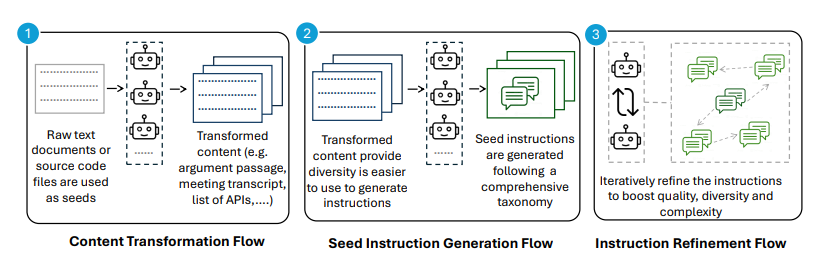 1
Raw text
documents or
source code
files are used
as seeds
Transformed
content (e.g.
argument passage,
meeting transcript,
list of APIs,....)
Content Transformation Flow
2
Transformed
content provide
diversity is easier
to use to generate
instructions
Seed instructions
are generated
following a
comprehensive
taxonomy
Seed Instruction Generation Flow
3
Iteratively refine the instructions
to boost quality, diversity and
complexity
Instruction Refinement Flow